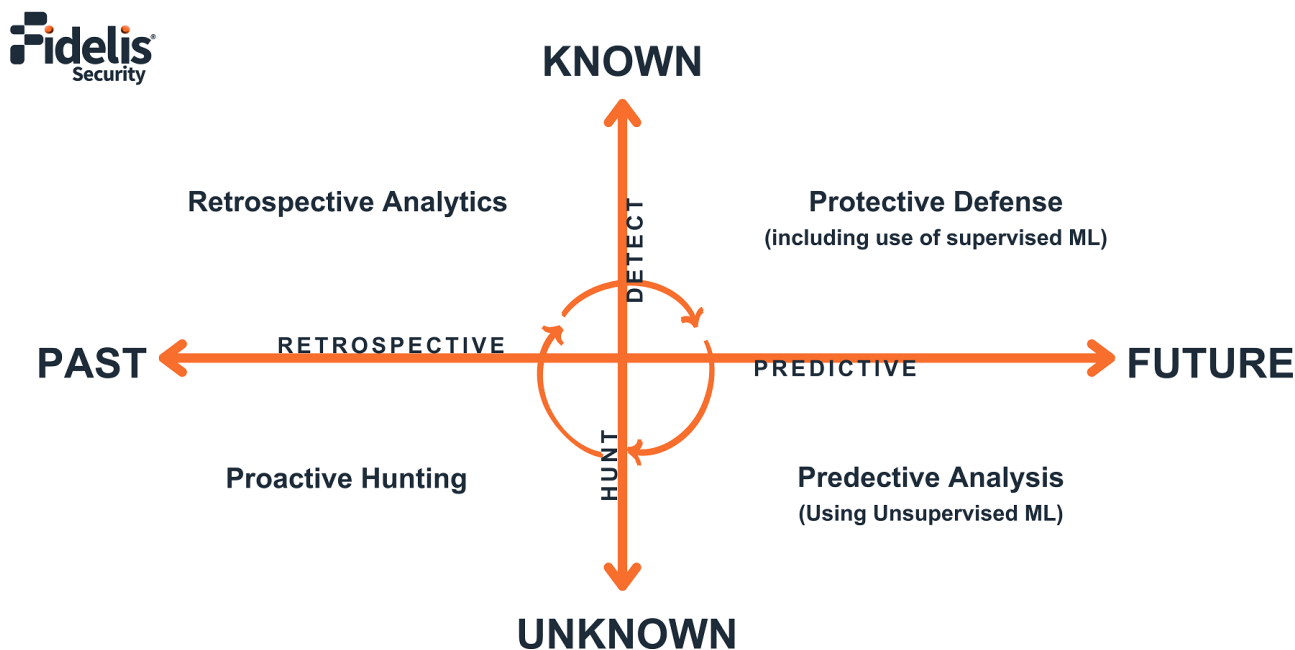 Fidelis®
Security
KNOWN
Retrospective Analytics
Protective Defense
(including use of supervised ML)
DETECT
PAST
RETROSPECTIVE
PREDICTIVE
FUTURE
HUNT
Proactive Hunting
Predective Analysis
(Using Unsupervised ML)
UNKNOWN